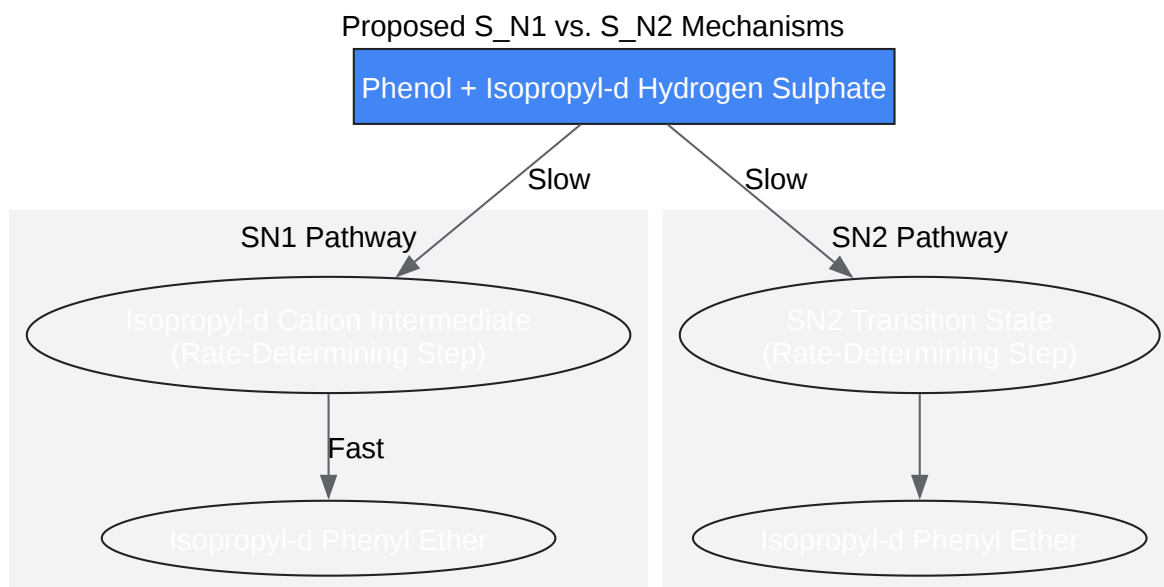 Proposed S_N1 vs. S_N2 Mechanisms
Phenol + Isopropyl-d Hydrogen Sulphate
Slow
Slow
SN1 Pathway
Isopropyl-d Cation Intermediate
(Rate-Determining Step)
Fast
Isopropyl-d Phenyl Ether
SN2 Pathway
SN2 Transition State
(Rate-Determining Step)
Isopropyl-d Phenyl Ether